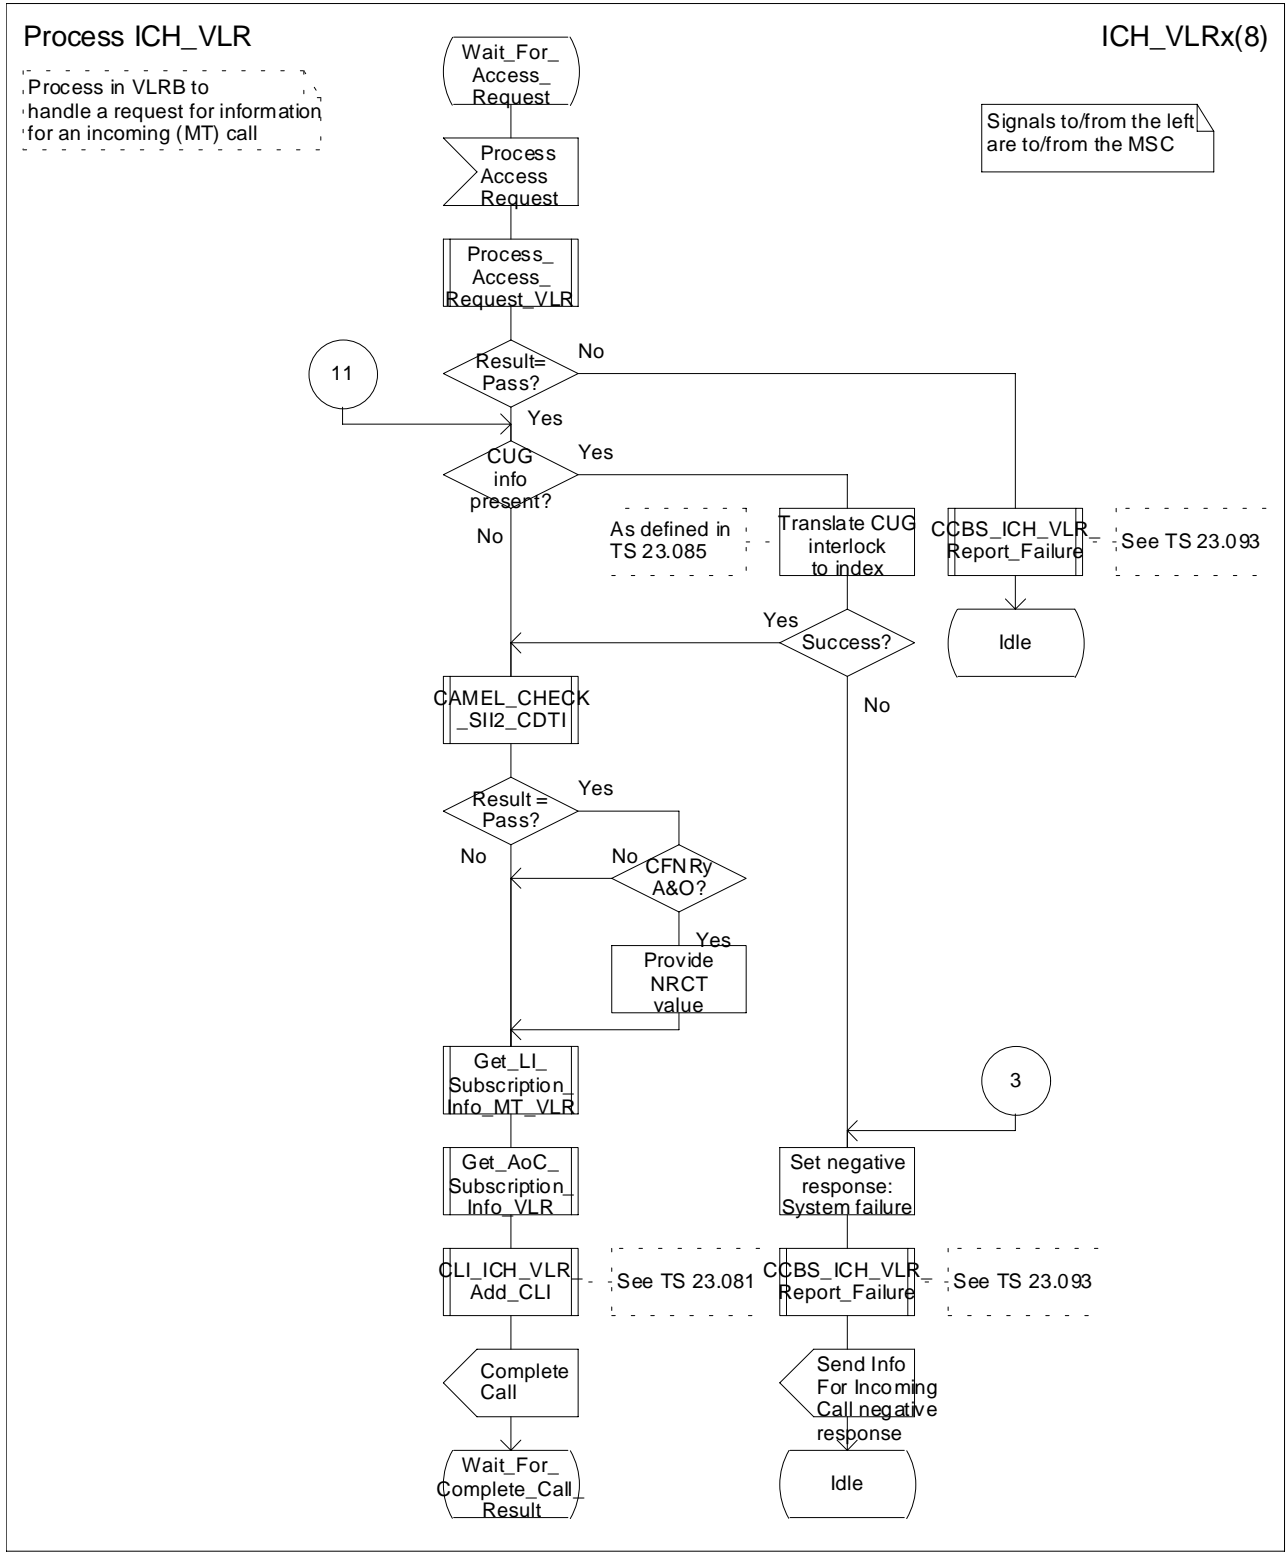 Process ICH_VLR
ICH_VLRx(8)
Process in VLRB to
handle a request for information
for an incoming (MT) call
Signals to/from the left
are to/from the MSC
Wait_For_
Access_
Request
Process
Access
Request
Process_
Access_
Request_VLR
Result=
Pass?
No
11
Yes
CUG
info
present?
Yes
No
As defined in
TS 23.085
Translate CUG
interlock
to index
CCBS_ICH_VLR_
Report_Failure
See TS 23.093
Yes
Success?
Idle
No
CAMEL_CHECK
_SII2_CDTI
Result =
Pass?
Yes
No
No
CFNRy
A&O?
Yes
Provide
NRCT
value
Get_LI_
Subscription_
Info_MT_VLR
3
Get_AoC_
Subscription_
Info_VLR
Set negative
response:
System failure
CLI_ICH_VLR_
Add_CLI
See TS 23.081
CCBS_ICH_VLR_
Report_Failure
See TS 23.093
Complete
Call
Send Info
For Incoming
Call negative
response
Wait_For_
Complete_Call_
Result
Idle